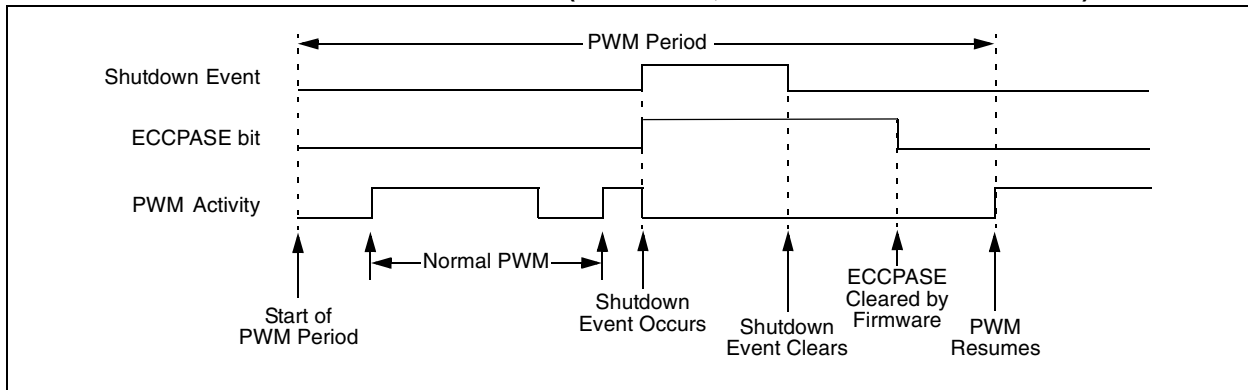 PWM Period
Shutdown Event
ECCPASE bit
PWM Activity
Normal PWM
Start of
PWM Period
Shutdown
Event Occurs
Shutdown
Event Clears
ECCPASE
Cleared by
Firmware
PWM
Resumes